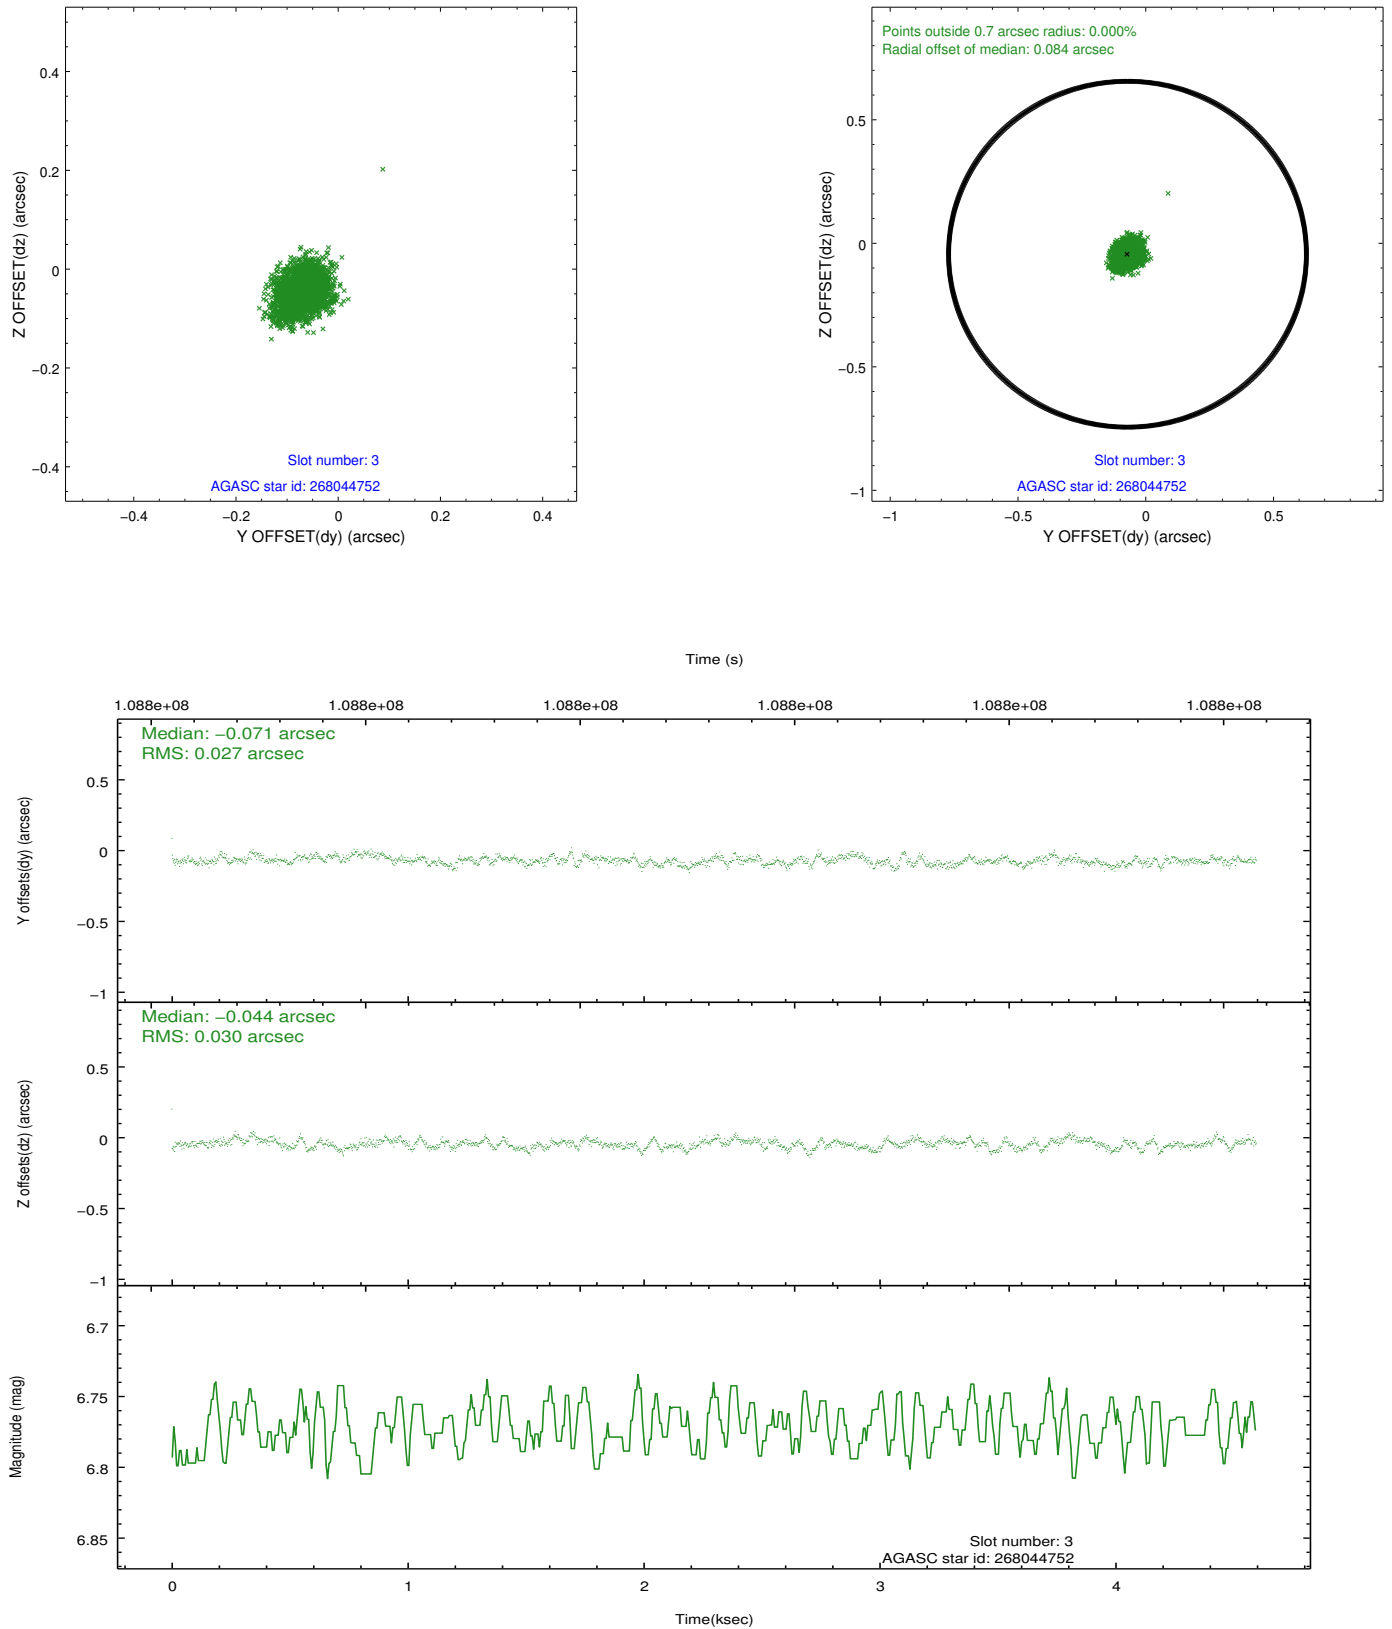 0.4
0.2
0
−0.2
−0.4
Z OFFSET(dz) (arcsec)
Slot number: 3
AGASC star id: 268044752
−0.4
−0.2
0
0.2
0.4
Y OFFSET(dy) (arcsec)
Points outside 0.7 arcsec radius: 0.000%
Radial offset of median: 0.084 arcsec
0.5
0
−0.5
−1
Z OFFSET(dz) (arcsec)
Slot number: 3
AGASC star id: 268044752
−1
−0.5
0
0.5
Y OFFSET(dy) (arcsec)
Time (s)
1.088e+08
1.088e+08
1.088e+08
1.088e+08
1.088e+08
1.088e+08
Median: −0.071 arcsec
RMS: 0.027 arcsec
0.5
0
−0.5
−1
Y offsets(dy) (arcsec)
Median: −0.044 arcsec
RMS: 0.030 arcsec
0.5
0
−0.5
−1
Z offsets(dz) (arcsec)
6.7
6.75
6.8
6.85
Magnitude (mag)
Slot number: 3
AGASC star id: 268044752
0
1
2
3
4
Time(ksec)